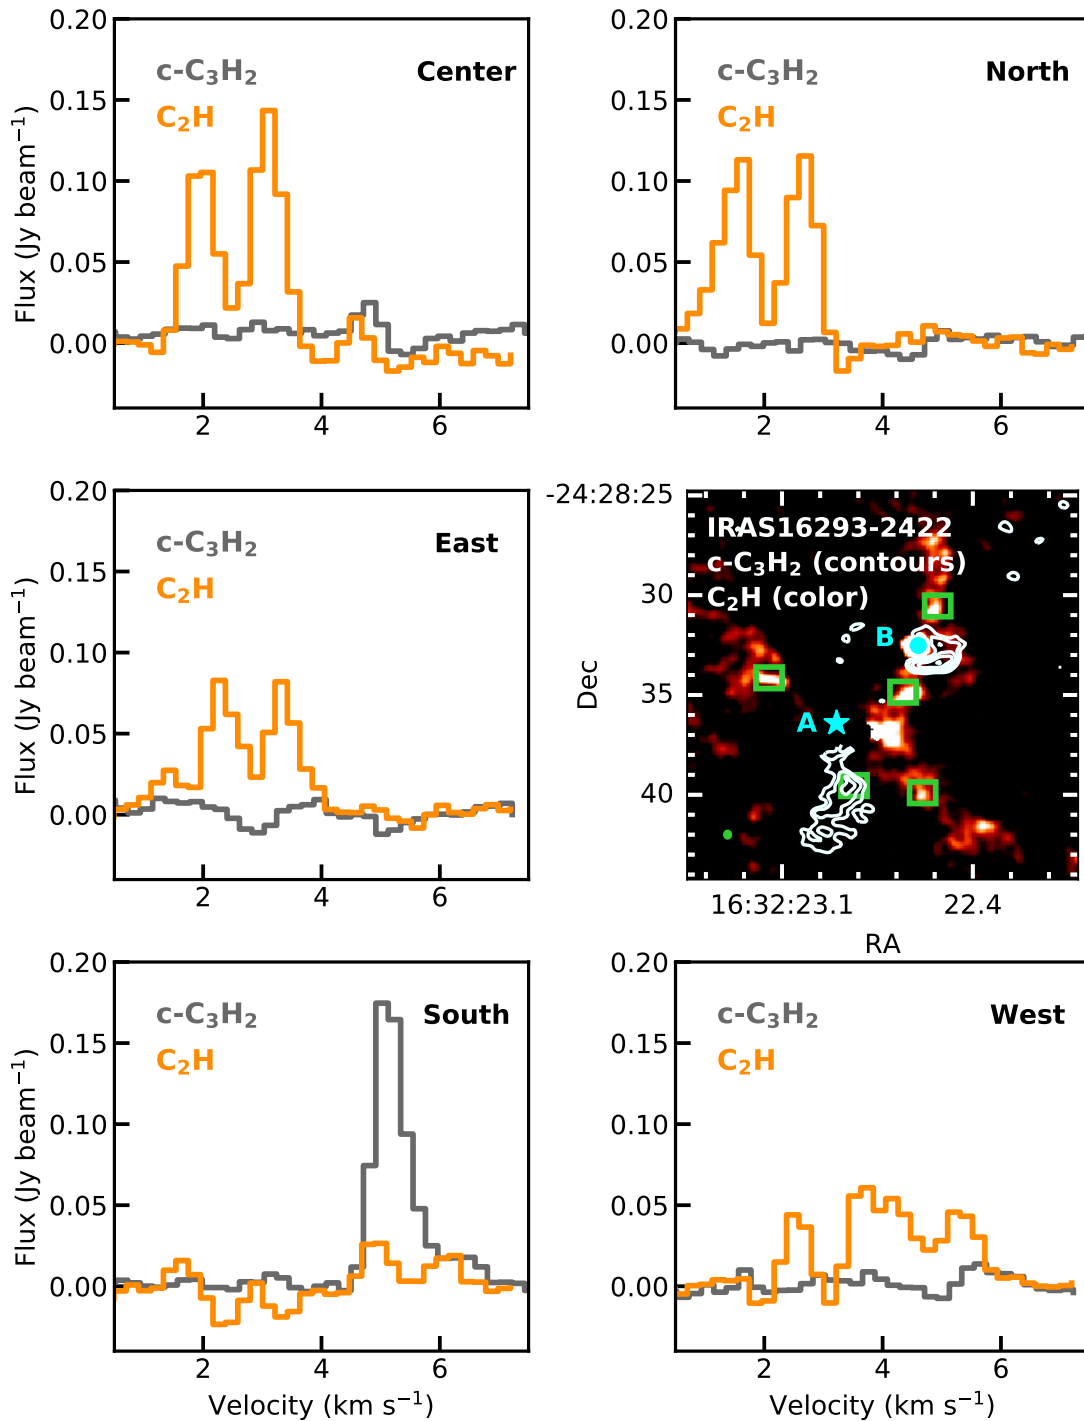 0.20
0.15
0.10
0.05
0.00
Flux (Jy beam⁻¹)
c-C₃H₂
C₂H
Center
2 4 6
c-C₃H₂
C₂H
North
2 4 6
0.20
0.15
0.10
0.05
0.00
Flux (Jy beam⁻¹)
c-C₃H₂
C₂H
East
2 4 6
-24:28:25
30
35
40
Dec
IRAS16293-2422
c-C₃H₂ (contours)
C₂H (color)
B
A
16:32:23.1 22.4
RA
0.20
0.15
0.10
0.05
0.00
Flux (Jy beam⁻¹)
c-C₃H₂
C₂H
South
2 4 6
Velocity (km s⁻¹)
0.20
0.15
0.10
0.05
0.00
c-C₃H₂
C₂H
West
2 4 6
Velocity (km s⁻¹)
0.20
0.15
0.10
0.05
0.00